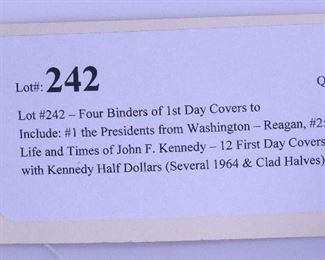 Lot#: 242 Q
Lot #242 – Four Binders of 1st Day Covers to
Include: #1 the Presidents from Washington – Reagan, #2:
Life and Times of John F. Kennedy – 12 First Day Covers
with Kennedy Half Dollars (Several 1964 & Clad Halves)